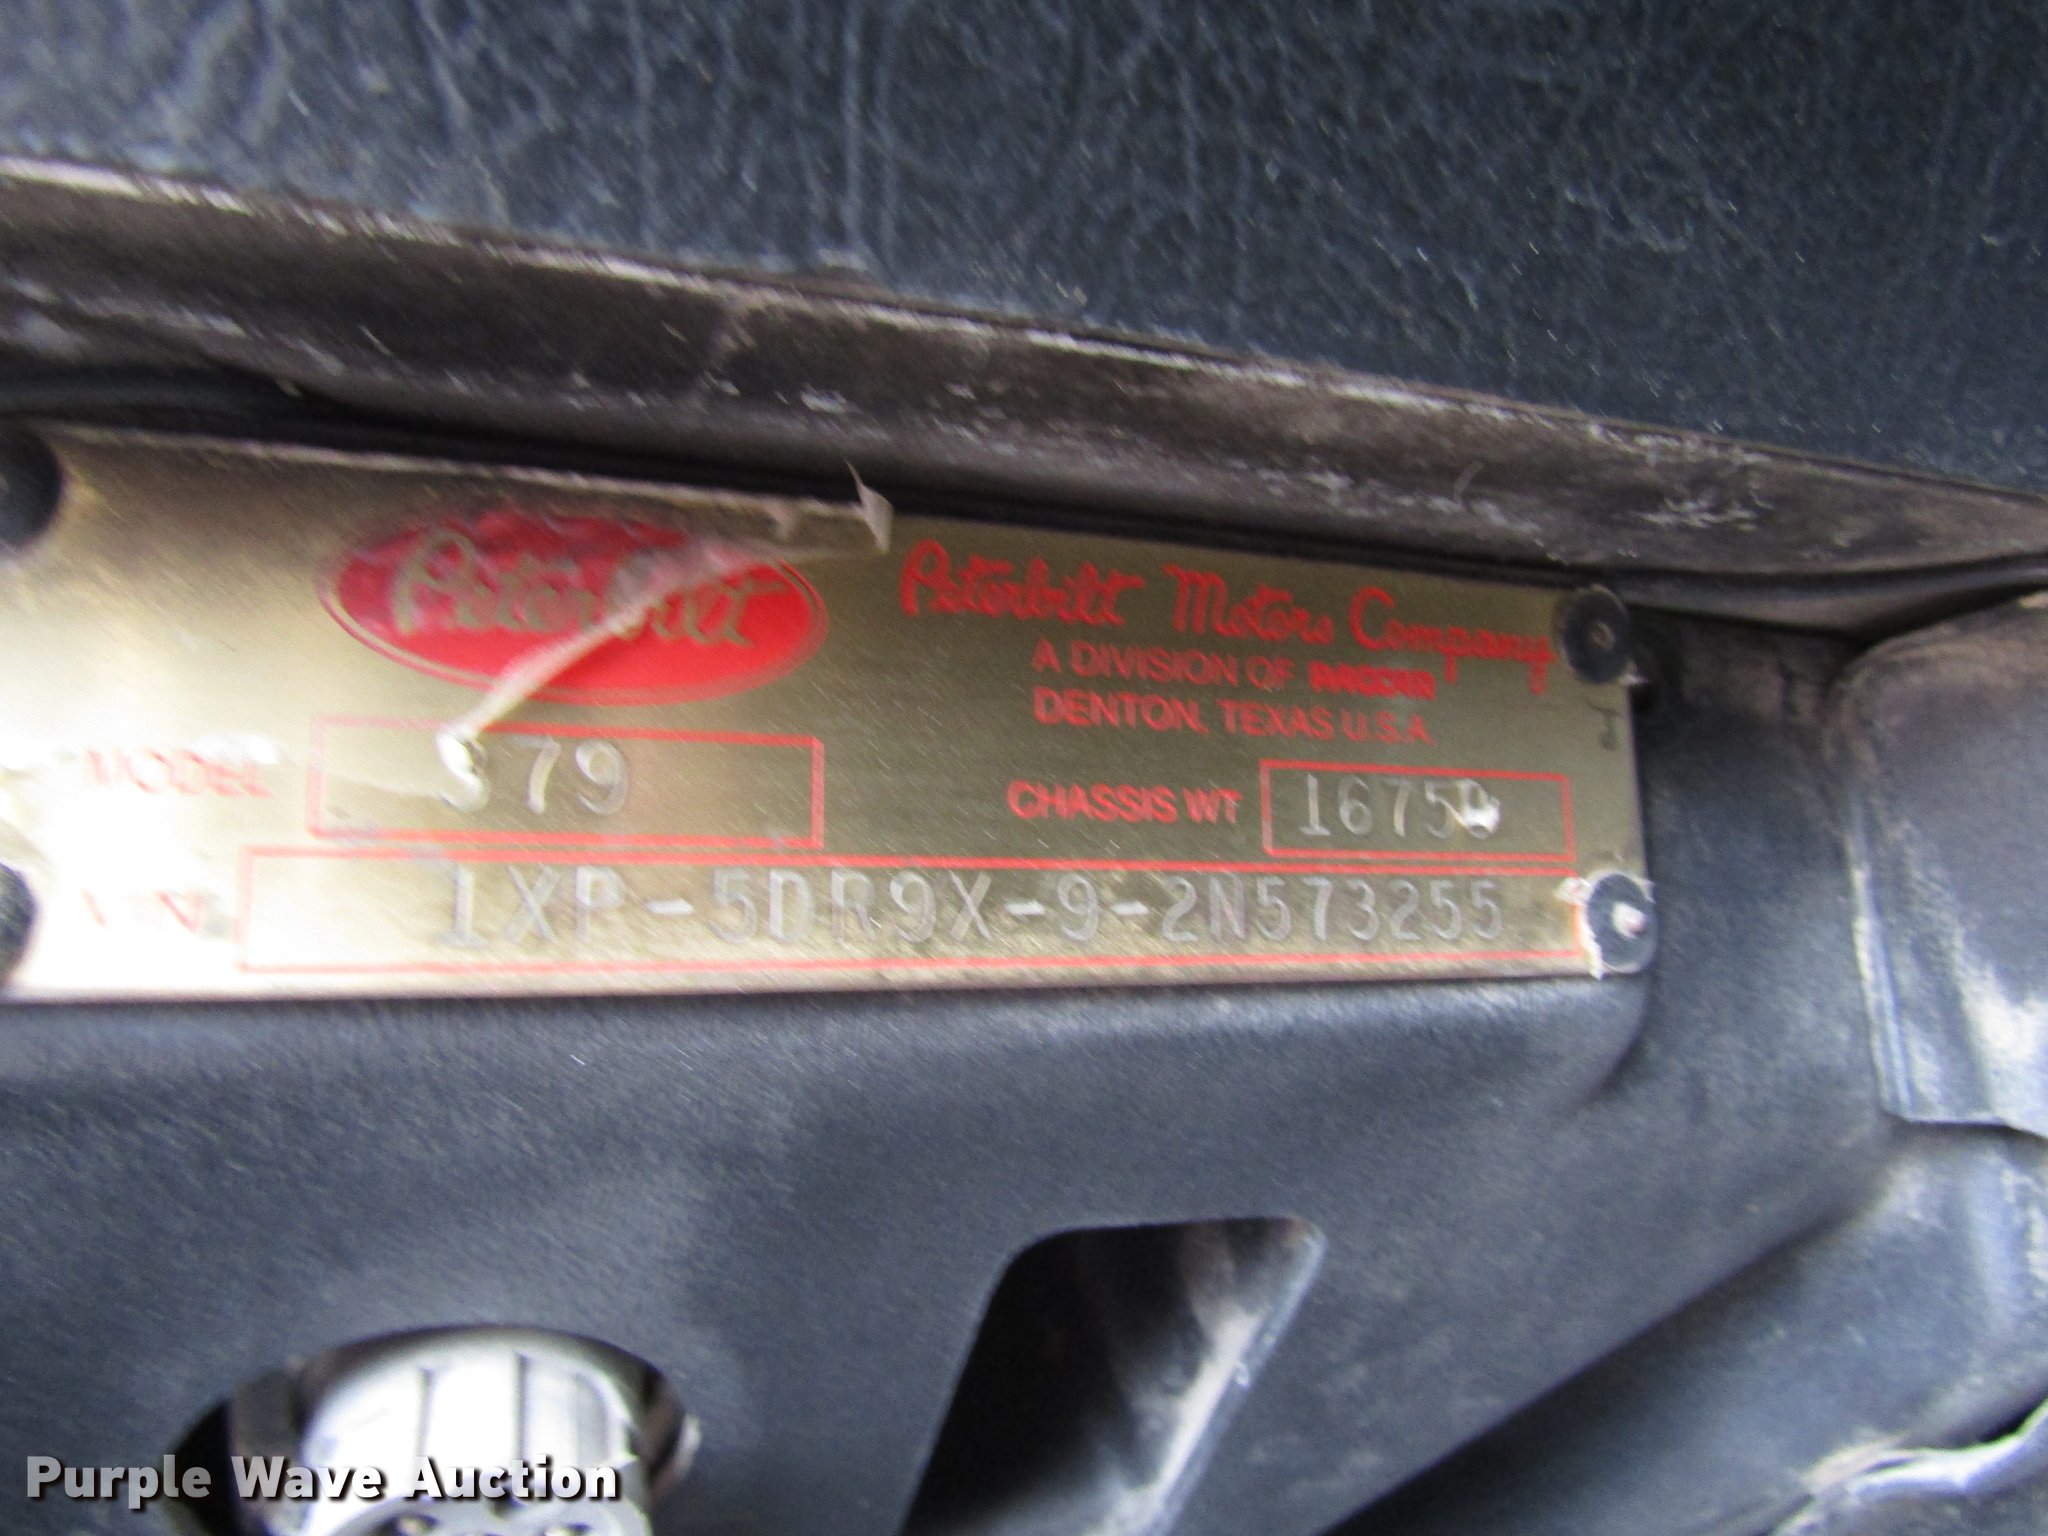 Peterbilt
Peterbilt Motors Company
A DIVISION OF PACCAR
DENTON, TEXAS U.S.A.
MODEL 379
CHASSIS WT 16750
VIN 1XP-5DR9X-9-2N573255
Purple Wave Auction